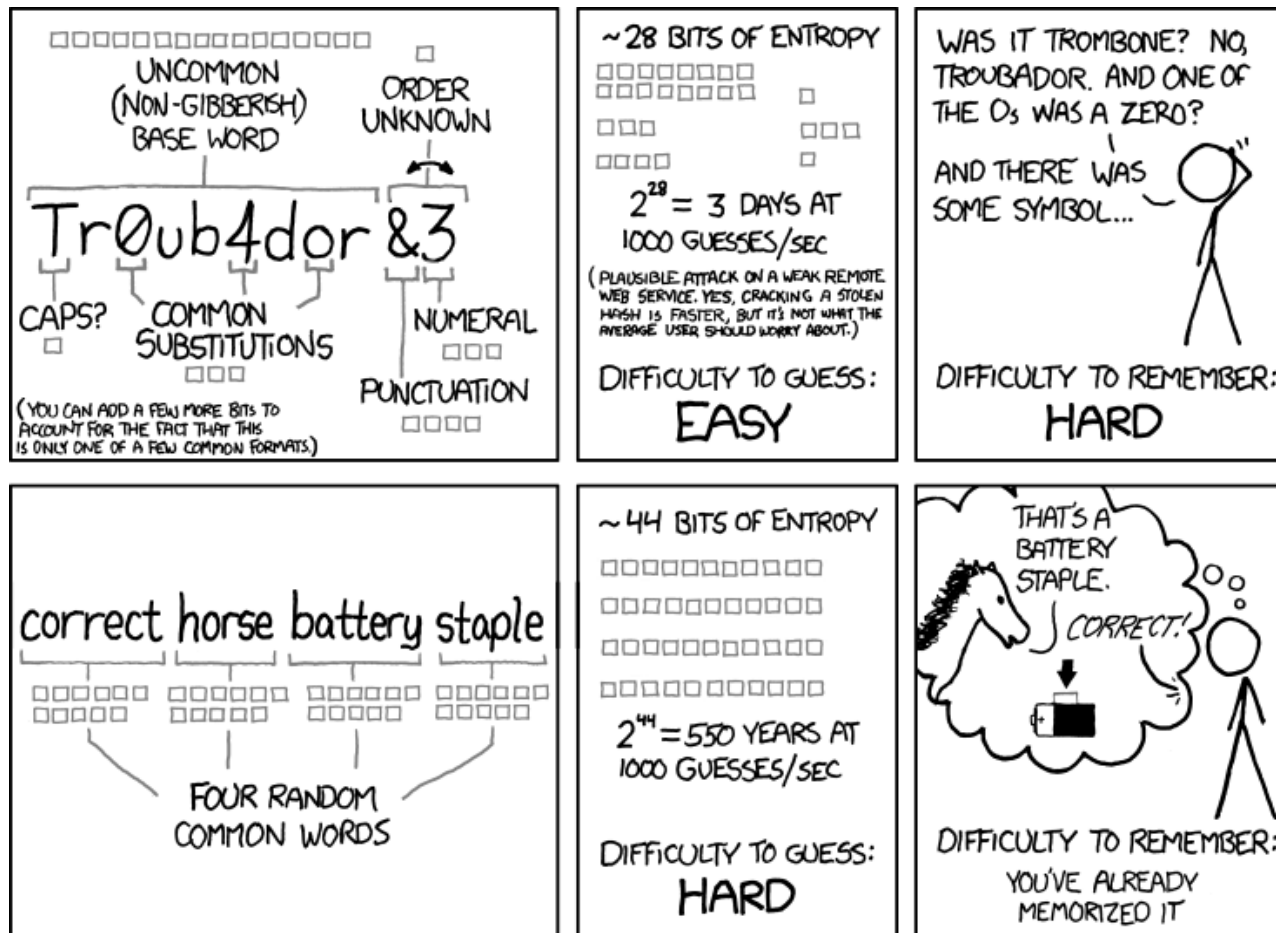 UNCOMMON
(NON-GIBBERISH)
BASE WORD
ORDER
UNKNOWN
Tr0ub4dor &3
CAPS?
COMMON
SUBSTITUTIONS
NUMERAL
PUNCTUATION
(YOU CAN ADD A FEW MORE BITS TO
ACCOUNT FOR THE FACT THAT THIS
IS ONLY ONE OF A FEW COMMON FORMATS.)
~28 BITS OF ENTROPY
2²⁸ = 3 DAYS AT
1000 GUESSES/SEC
(PLAUSIBLE ATTACK ON A WEAK REMOTE
WEB SERVICE. YES, CRACKING A STOLEN
HASH IS FASTER, BUT IT'S NOT WHAT THE
AVERAGE USER SHOULD WORRY ABOUT.)
DIFFICULTY TO GUESS:
EASY
WAS IT TROMBONE? NO,
TROUBADOR. AND ONE OF
THE Os WAS A ZERO?
AND THERE WAS
SOME SYMBOL...
DIFFICULTY TO REMEMBER:
HARD
correct horse battery staple
FOUR RANDOM
COMMON WORDS
~44 BITS OF ENTROPY
2⁴⁴ = 550 YEARS AT
1000 GUESSES/SEC
DIFFICULTY TO GUESS:
HARD
THAT'S A
BATTERY
STAPLE.
CORRECT!
DIFFICULTY TO REMEMBER:
YOU'VE ALREADY
MEMORIZED IT